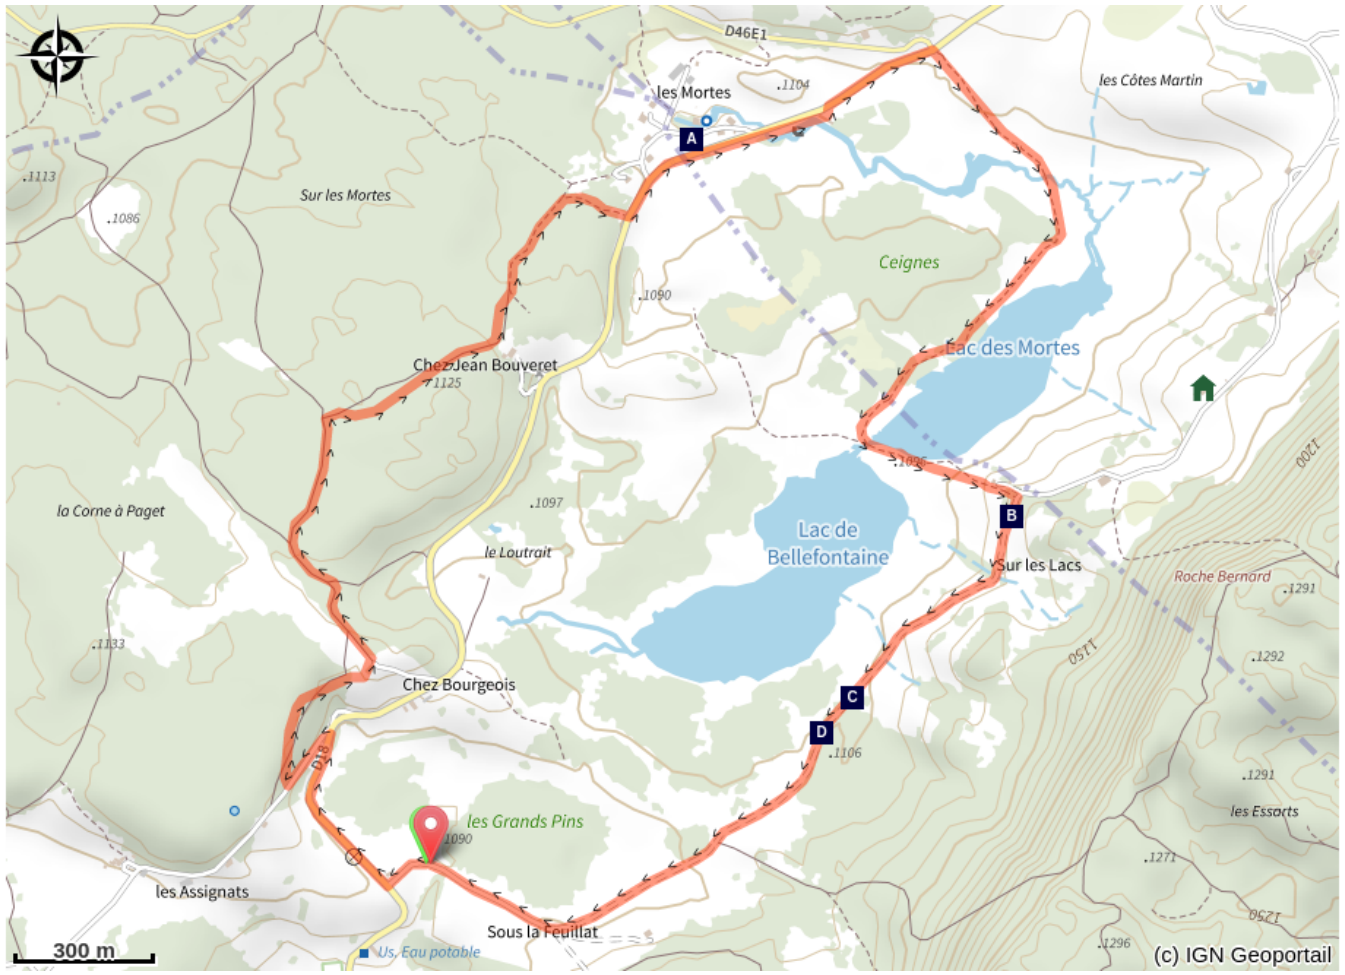 D46E1
les Côtes Martin
.1104
les Mortes
A
.1113
Sur les Mortes
.1086
Ceignes
.1090
Lac des Mortes
Chez Jean Bouveret
1125
1200
.1095
la Corne à Paget
.1097
B
Lac de
Bellefontaine
le Loutrait
Sur les Lacs
Roche Bernard
.1291
.1133
1150
.1292
Chez Bourgeois
C
D
.1106
D18
.1291
les Essarts
les Grands Pins
1090
.1271
les Assignats
1250
Sous la Feuillat
.1296
300 m
Us. Eau potable
(c) IGN Geoportail